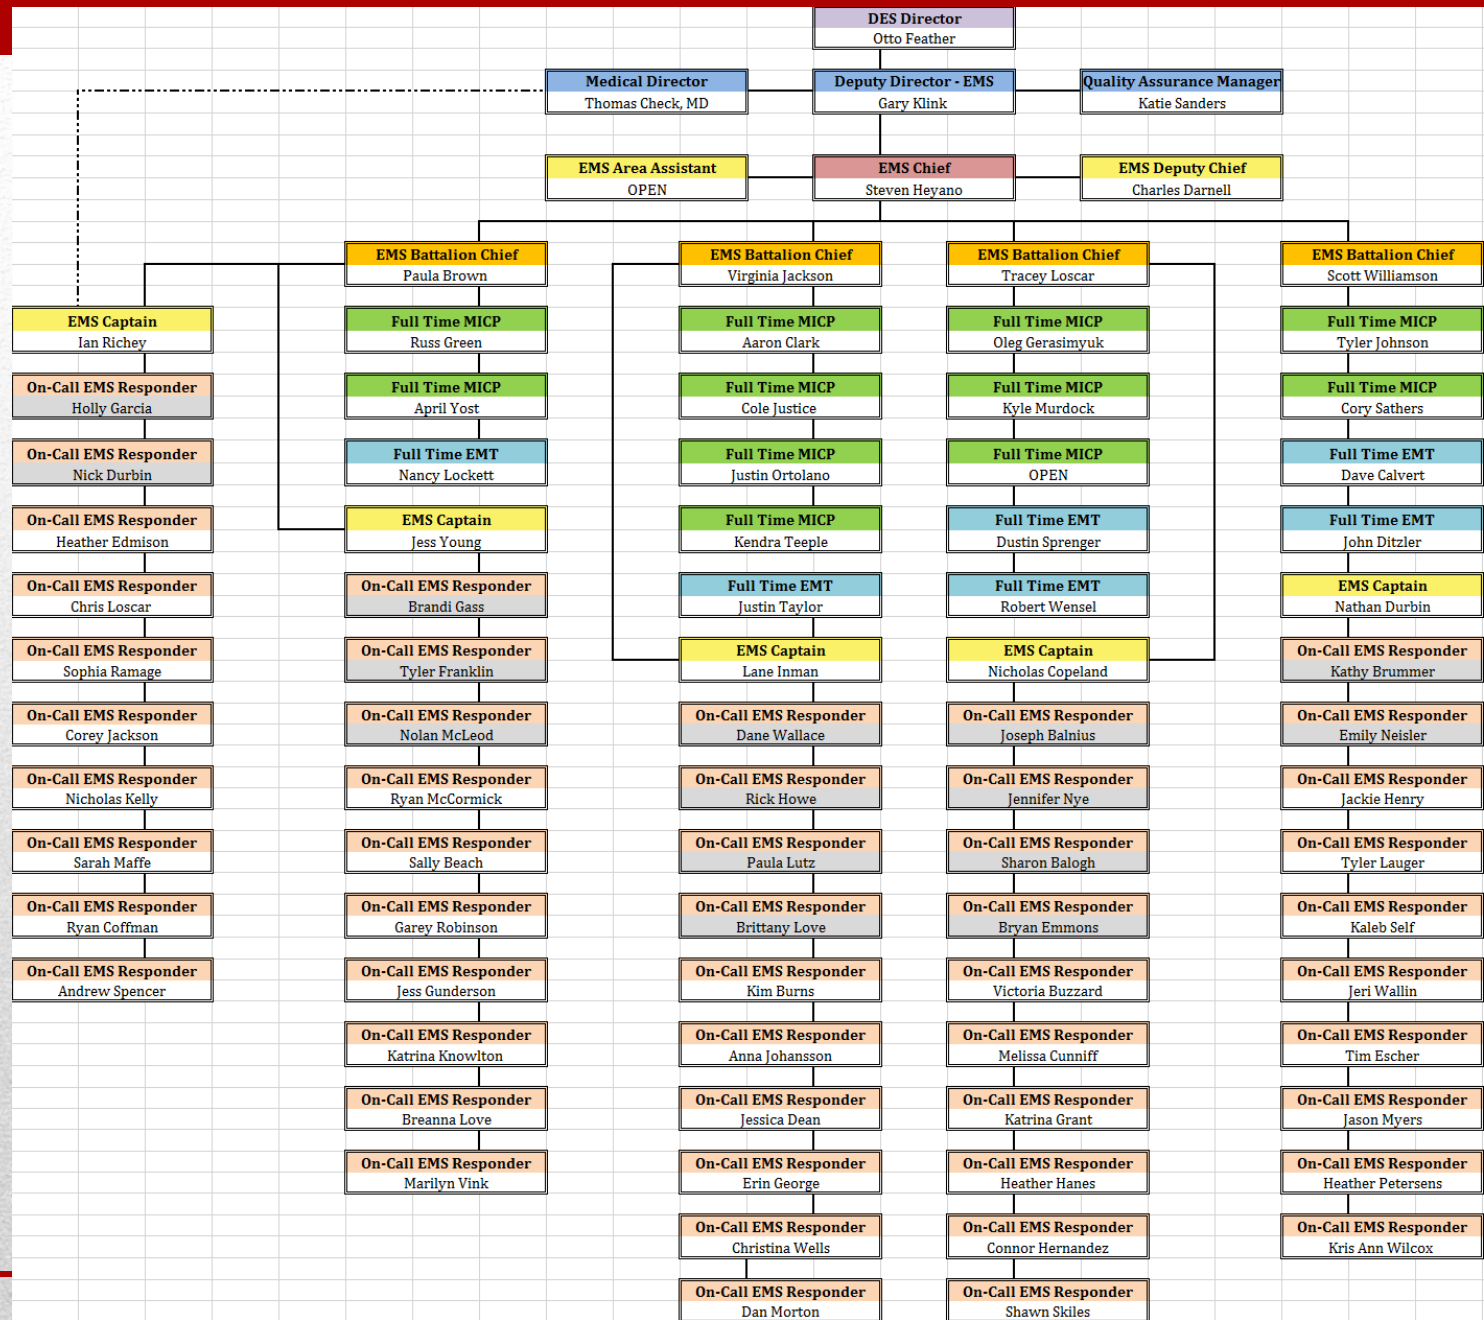 DES Director
Otto Feather
Medical Director
Thomas Check, MD
Deputy Director - EMS
Gary Klink
Quality Assurance Manager
Katie Sanders
EMS Area Assistant
OPEN
EMS Chief
Steven Heyano
EMS Deputy Chief
Charles Darnell
EMS Captain
Ian Richey
On-Call EMS Responder
Holly Garcia
On-Call EMS Responder
Nick Durbin
On-Call EMS Responder
Heather Edmison
On-Call EMS Responder
Chris Loscar
On-Call EMS Responder
Sophia Ramage
On-Call EMS Responder
Corey Jackson
On-Call EMS Responder
Nicholas Kelly
On-Call EMS Responder
Sarah Maffe
On-Call EMS Responder
Ryan Coffman
On-Call EMS Responder
Andrew Spencer
EMS Battalion Chief
Paula Brown
Full Time MICP
Russ Green
Full Time MICP
April Yost
Full Time EMT
Nancy Lockett
EMS Captain
Jess Young
On-Call EMS Responder
Brandi Gass
On-Call EMS Responder
Tyler Franklin
On-Call EMS Responder
Nolan McLeod
On-Call EMS Responder
Ryan McCormick
On-Call EMS Responder
Sally Beach
On-Call EMS Responder
Garey Robinson
On-Call EMS Responder
Jess Gunderson
On-Call EMS Responder
Katrina Knowlton
On-Call EMS Responder
Breanna Love
On-Call EMS Responder
Marilyn Vink
EMS Battalion Chief
Virginia Jackson
Full Time MICP
Aaron Clark
Full Time MICP
Cole Justice
Full Time MICP
Justin Ortolano
Full Time MICP
Kendra Teeple
Full Time EMT
Justin Taylor
EMS Captain
Lane Inman
On-Call EMS Responder
Dane Wallace
On-Call EMS Responder
Rick Howe
On-Call EMS Responder
Paula Lutz
On-Call EMS Responder
Brittany Love
On-Call EMS Responder
Kim Burns
On-Call EMS Responder
Anna Johansson
On-Call EMS Responder
Jessica Dean
On-Call EMS Responder
Erin George
On-Call EMS Responder
Christina Wells
On-Call EMS Responder
Dan Morton
EMS Battalion Chief
Tracey Loscar
Full Time MICP
Oleg Gerasimyuk
Full Time MICP
Kyle Murdock
Full Time MICP
OPEN
Full Time EMT
Dustin Sprenger
Full Time EMT
Robert Wensel
EMS Captain
Nicholas Copeland
On-Call EMS Responder
Joseph Balnius
On-Call EMS Responder
Jennifer Nye
On-Call EMS Responder
Sharon Balogh
On-Call EMS Responder
Bryan Emmons
On-Call EMS Responder
Victoria Buzzard
On-Call EMS Responder
Melissa Cunniff
On-Call EMS Responder
Katrina Grant
On-Call EMS Responder
Heather Hanes
On-Call EMS Responder
Connor Hernandez
On-Call EMS Responder
Shawn Skiles
EMS Battalion Chief
Scott Williamson
Full Time MICP
Tyler Johnson
Full Time MICP
Cory Sathers
Full Time EMT
Dave Calvert
Full Time EMT
John Ditzler
EMS Captain
Nathan Durbin
On-Call EMS Responder
Kathy Brummer
On-Call EMS Responder
Emily Neisler
On-Call EMS Responder
Jackie Henry
On-Call EMS Responder
Tyler Lauger
On-Call EMS Responder
Kaleb Self
On-Call EMS Responder
Jeri Wallin
On-Call EMS Responder
Tim Escher
On-Call EMS Responder
Jason Myers
On-Call EMS Responder
Heather Petersens
On-Call EMS Responder
Kris Ann Wilcox